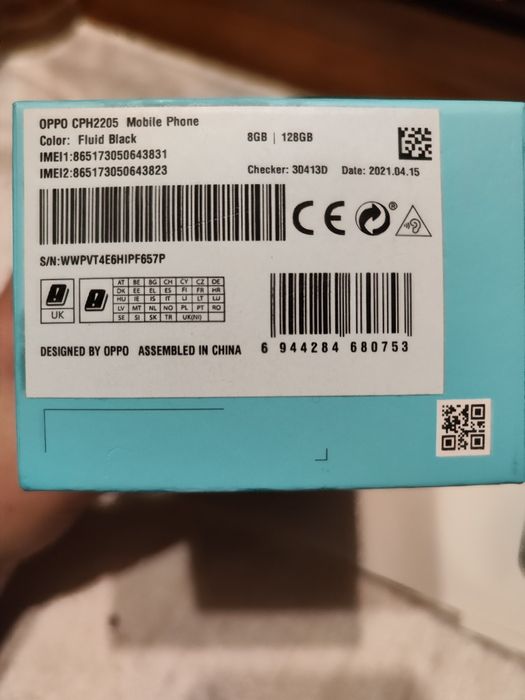 OPPO CPH2205 Mobile Phone
Color: Fluid Black 8GB | 128GB
IMEI1:865173050643831
IMEI2:865173050643823 Checker: 30413D Date: 2021.04.15
CE
S/N:WWPVT4E6HIPF657P
UK
AT BE BG CH CY CZ DE
DK EE EL ES FI FR HR
HU IE IS IT LI LT LU
LV MT NL NO PL PT RO
SE SI SK TR UK(NI)
DESIGNED BY OPPO ASSEMBLED IN CHINA
6 944284 680753